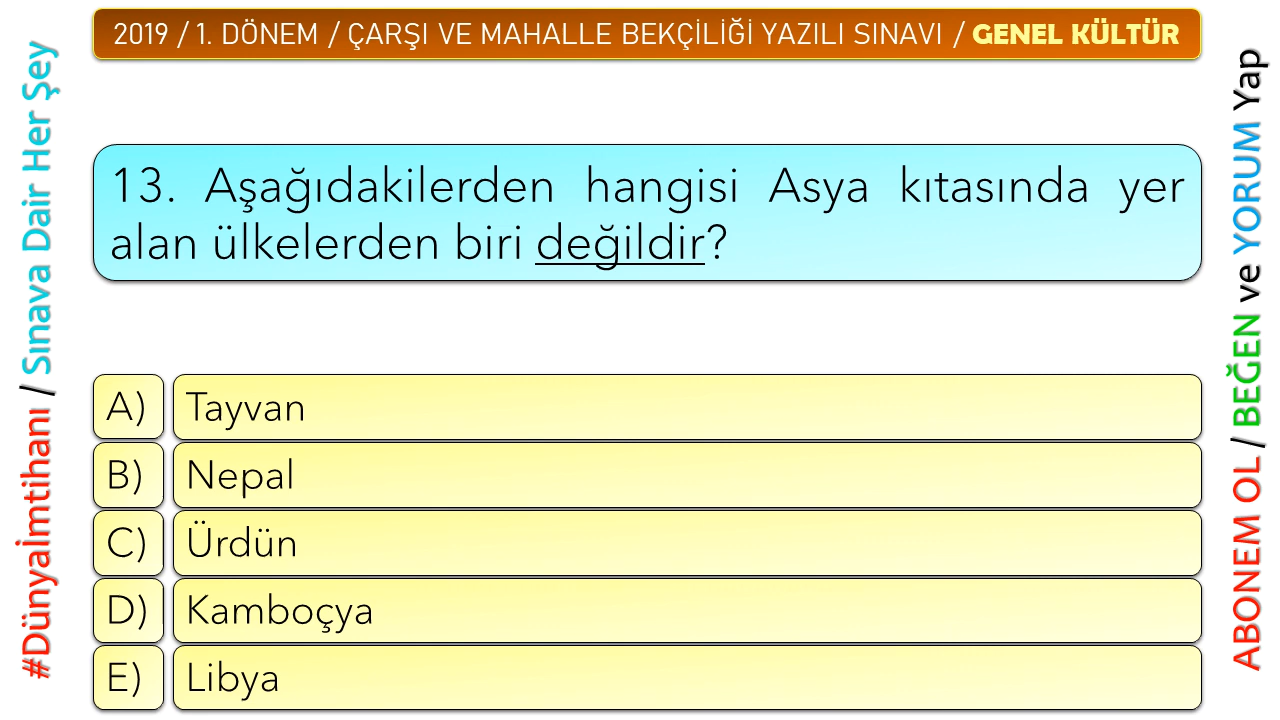 2019 / 1. DÖNEM / ÇARŞI VE MAHALLE BEKÇİLİĞİ YAZILI SINAVI / GENEL KÜLTÜR
#Dünyaİmtihanı / Sınava Dair Her Şey
13. Aşağıdakilerden hangisi Asya kıtasında yer
alan ülkelerden biri değildir?
A) Tayvan
B) Nepal
C) Ürdün
D) Kamboçya
E) Libya
ABONEM OL / BEĞEN ve YORUM Yap